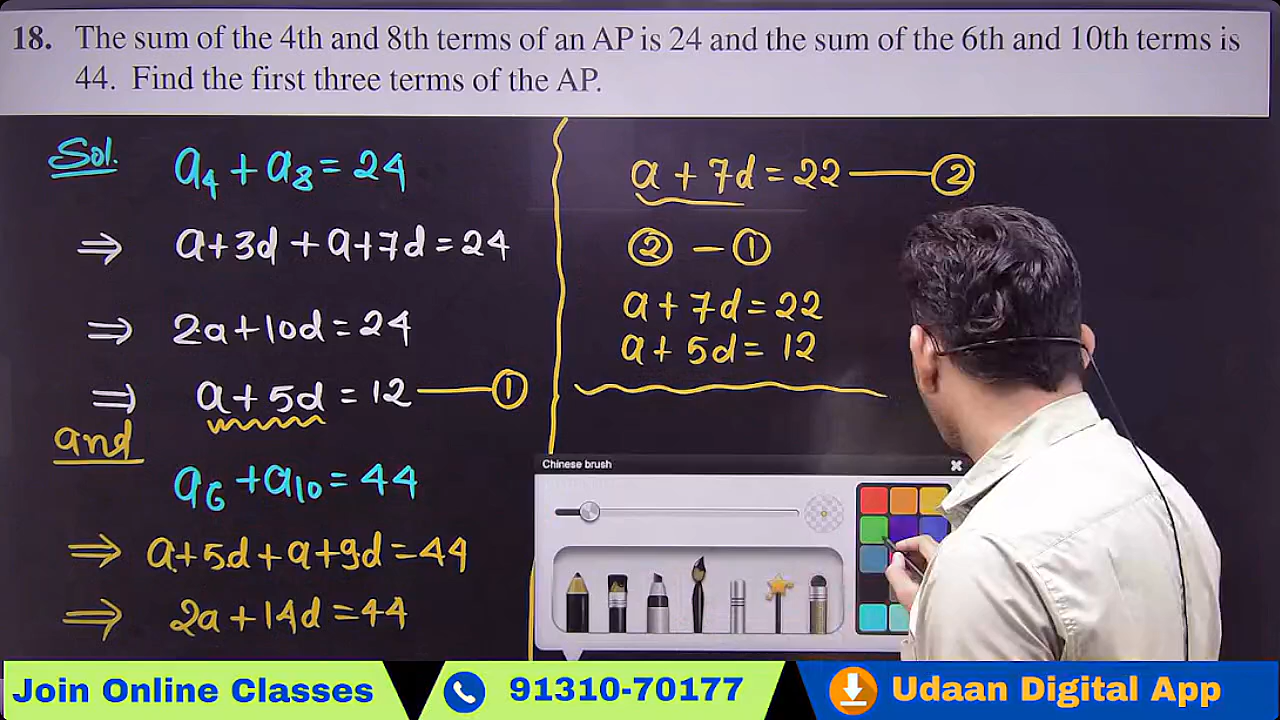 18. The sum of the 4th and 8th terms of an AP is 24 and the sum of the 6th and 10th terms is
44. Find the first three terms of the AP.
Sol.
a₄ + a₈ = 24
⇒ a+3d + a+7d = 24
⇒ 2a+10d = 24
⇒ a + 5d = 12 —— ①
and
a₆ + a₁₀ = 44
⇒ a+5d + a+9d = 44
⇒ 2a + 14d = 44
a + 7d = 22 —— ②
② — ①
a + 7d = 22
a + 5d = 12
Chinese brush
Join Online Classes
91310-70177
Udaan Digital App